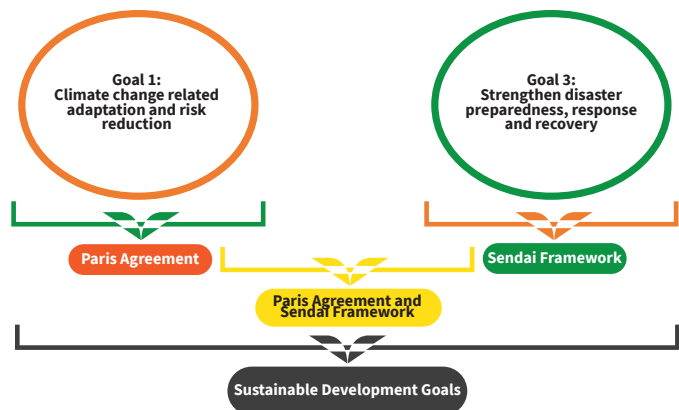 Goal 1:
Climate change related
adaptation and risk
reduction
Goal 3:
Strengthen disaster
preparedness, response
and recovery
Paris Agreement
Sendai Framework
Paris Agreement and
Sendai Framework
Sustainable Development Goals